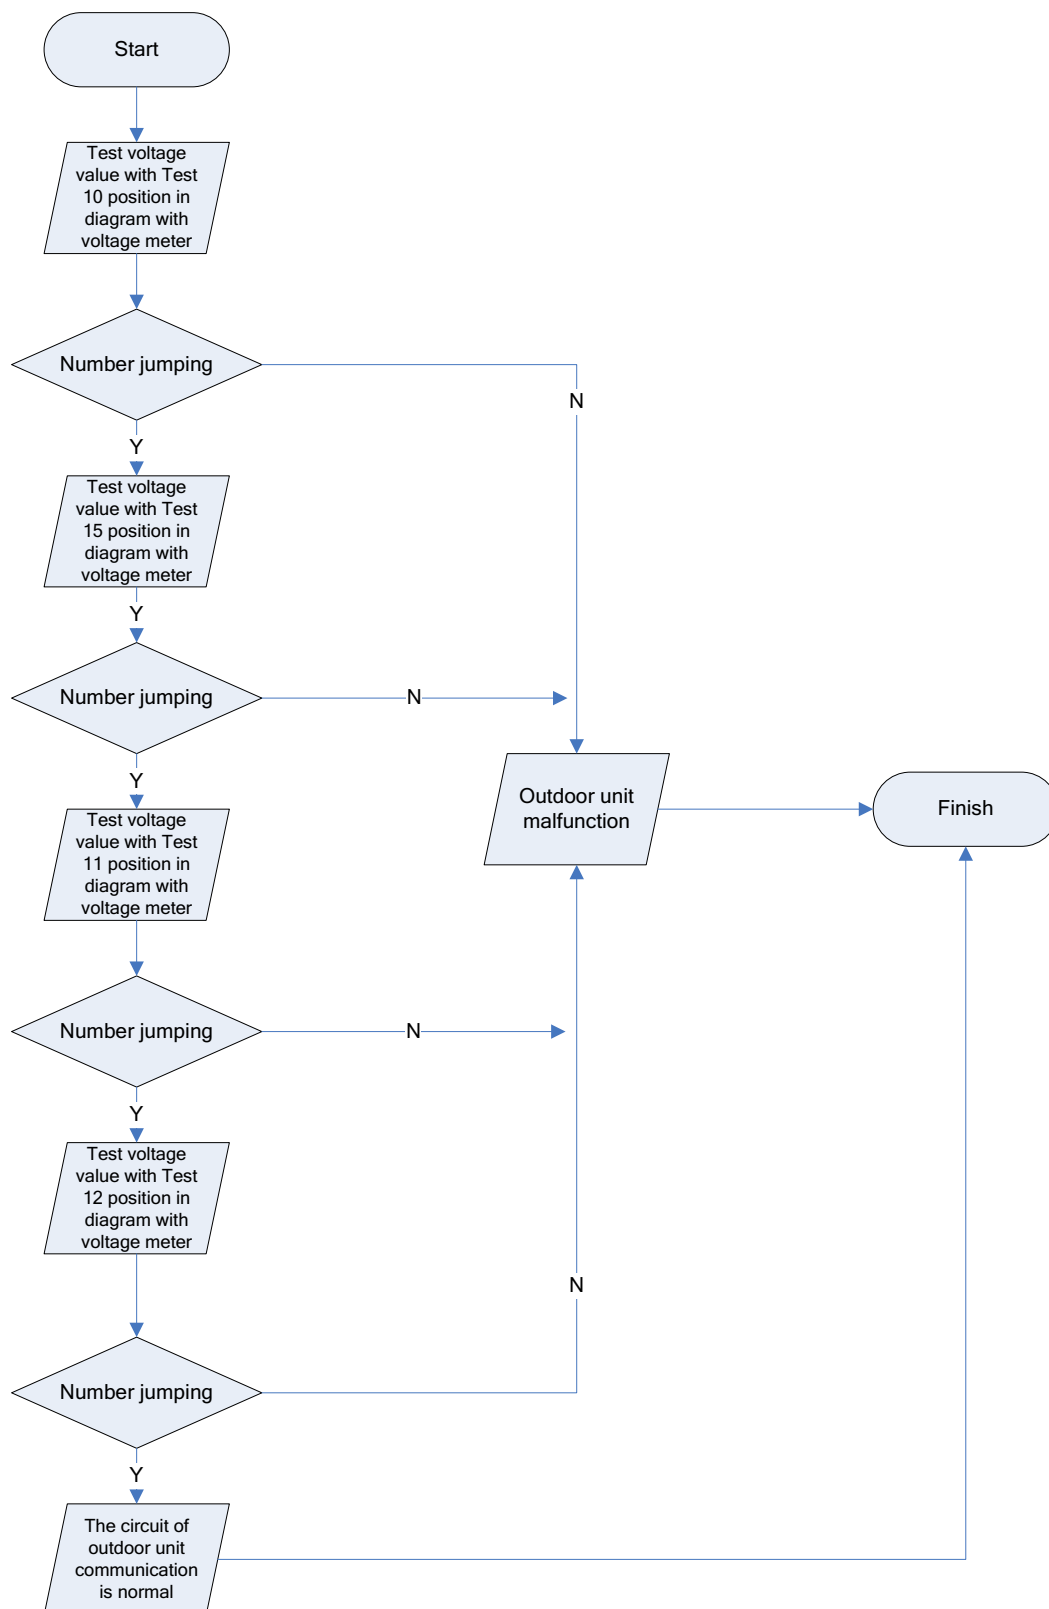 Start
Test voltage
value with Test
10 position in
diagram with
voltage meter
Number jumping
N
Y
Test voltage
value with Test
15 position in
diagram with
voltage meter
Y
Number jumping
N
Y
Test voltage
value with Test
11 position in
diagram with
voltage meter
Outdoor unit
malfunction
Finish
Number jumping
N
Y
Test voltage
value with Test
12 position in
diagram with
voltage meter
N
Number jumping
Y
The circuit of
outdoor unit
communication
is normal